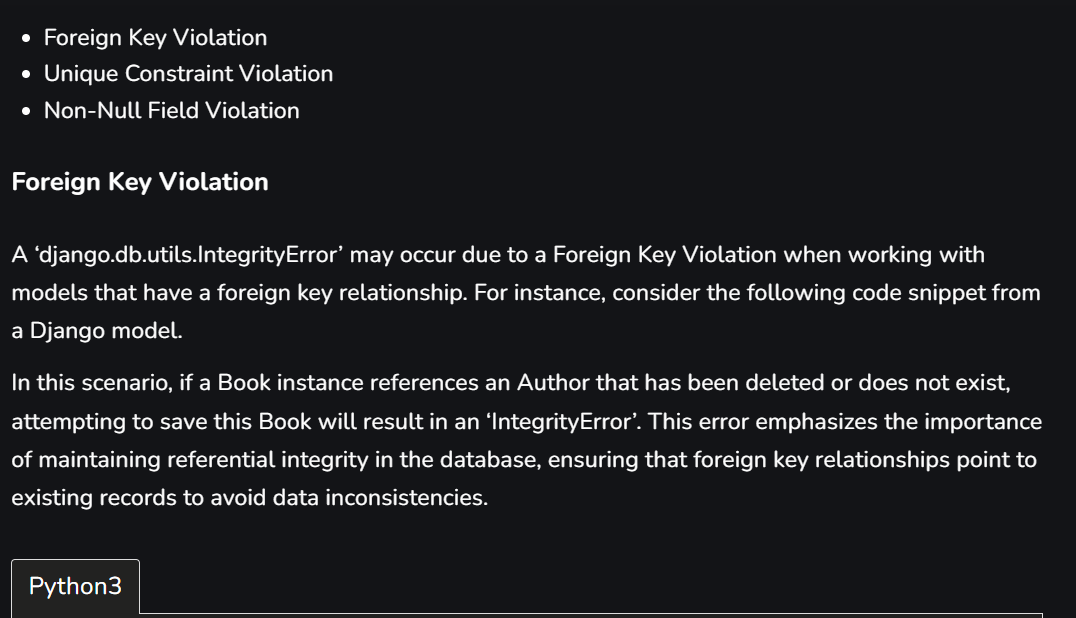 Foreign Key Violation
Unique Constraint Violation
Non-Null Field Violation
Foreign Key Violation
A ‘django.db.utils.IntegrityError’ may occur due to a Foreign Key Violation when working with
models that have a foreign key relationship. For instance, consider the following code snippet from
a Django model.
In this scenario, if a Book instance references an Author that has been deleted or does not exist,
attempting to save this Book will result in an ‘IntegrityError’. This error emphasizes the importance
of maintaining referential integrity in the database, ensuring that foreign key relationships point to
existing records to avoid data inconsistencies.
Python3